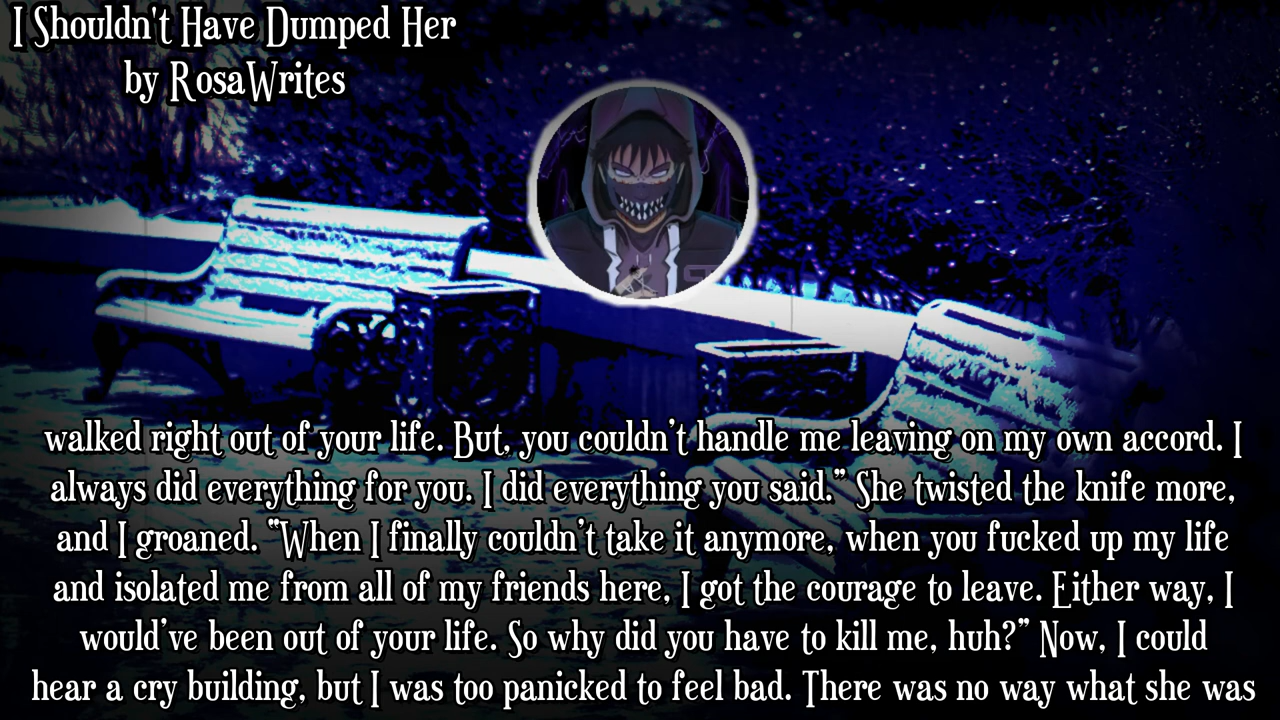 I Shouldn't Have Dumped Her
by RosaWrites
walked right out of your life. But, you couldn’t handle me leaving on my own accord. I
always did everything for you. I did everything you said.” She twisted the knife more,
and I groaned. “When I finally couldn’t take it anymore, when you fucked up my life
and isolated me from all of my friends here, I got the courage to leave. Either way, I
would’ve been out of your life. So why did you have to kill me, huh?” Now, I could
hear a cry building, but I was too panicked to feel bad. There was no way what she was